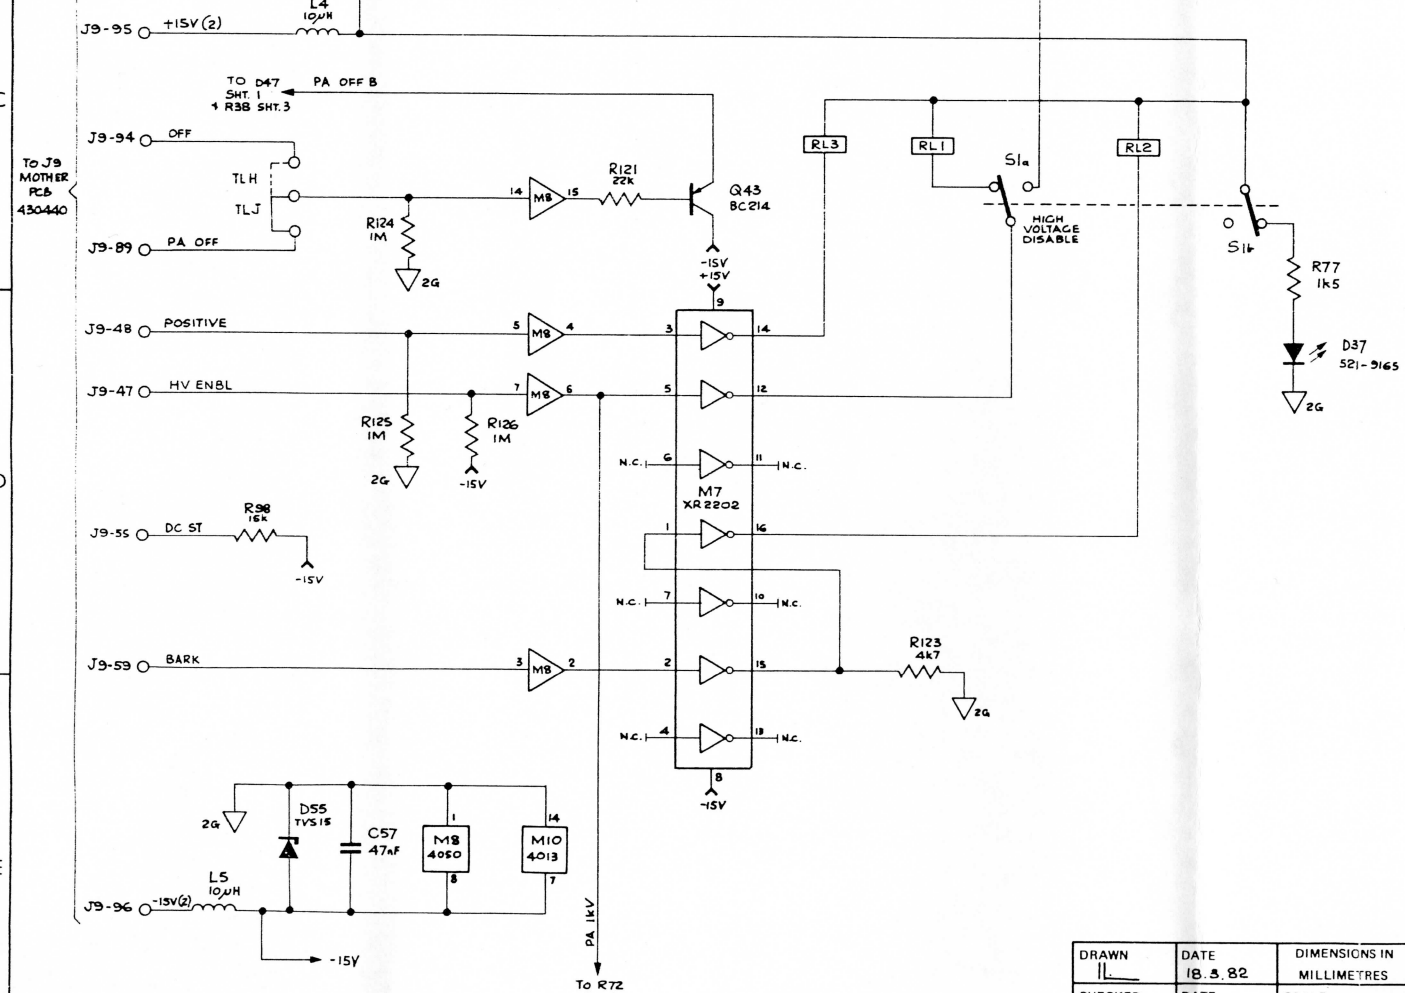 L4
10µH
J9-95 +15V(2)
TO D47
SHT. 1
+ R38 SHT.3
PA OFF B
J9-94 OFF
TO J9
MOTHER
PCB
430440
TLH
TLJ
J9-89 PA OFF
R124
1M
2G
14 M8 15
R121
22K
Q43
BC214
-15V
+15V
9
RL3
RL1
RL2
S1a
HIGH
VOLTAGE
DISABLE
S1b
R77
1k5
D37
521-9165
2G
J9-48 POSITIVE
5 M8 4
3 14
J9-47 HV ENBL
7 M8 6
5 12
R125
1M
2G
R126
1M
-15V
N.C. 6 11 N.C.
M7
XR2202
J9-55 DC ST
R98
15k
-15V
1 16
N.C. 7 10 N.C.
J9-59 BARK
3 M8 2
2 15
R123
4k7
2G
N.C. 4 13 N.C.
8
-15V
2G
D55
TVS15
C57
47nF
1
M8
4050
8
14
M10
4013
7
L5
10µH
J9-96 -15V(2)
-15V
PA 1kV
TO R72
DRAWN
DATE
18.3.82
DIMENSIONS IN
MILLIMETRES